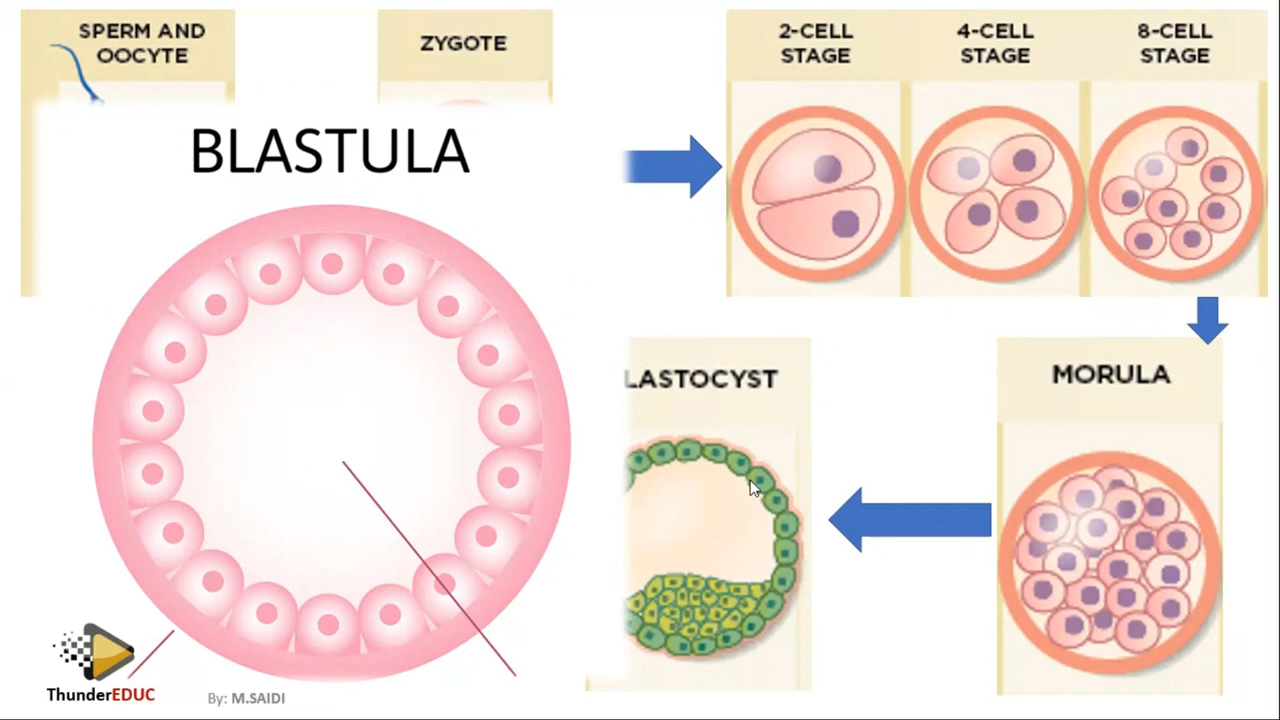 SPERM AND
OOCYTE
ZYGOTE
2-CELL
STAGE
4-CELL
STAGE
8-CELL
STAGE
BLASTULA
LASTOCYST
MORULA
ThunderEDUC
By: M.SAIDI